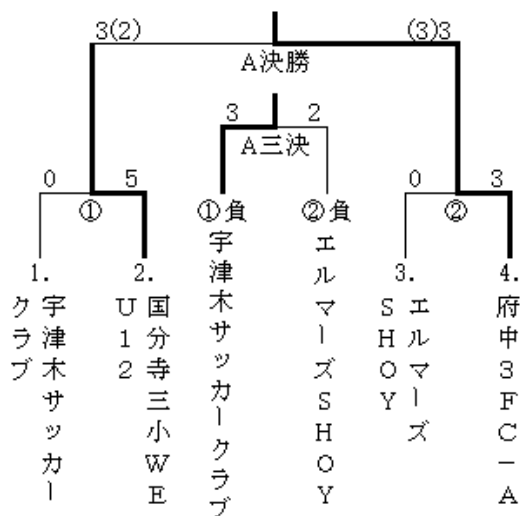 3(2) (3)3
A決勝
3 2
A三決
0 5 0 3
① ①負 ②負 ②
1. 宇津木サッカー
クラブ
2. 国分寺三小WE
U12
宇津木サッカークラブ
エルマーズSHOY
3. エルマーズ
SHOY
4. 府中3FC-A